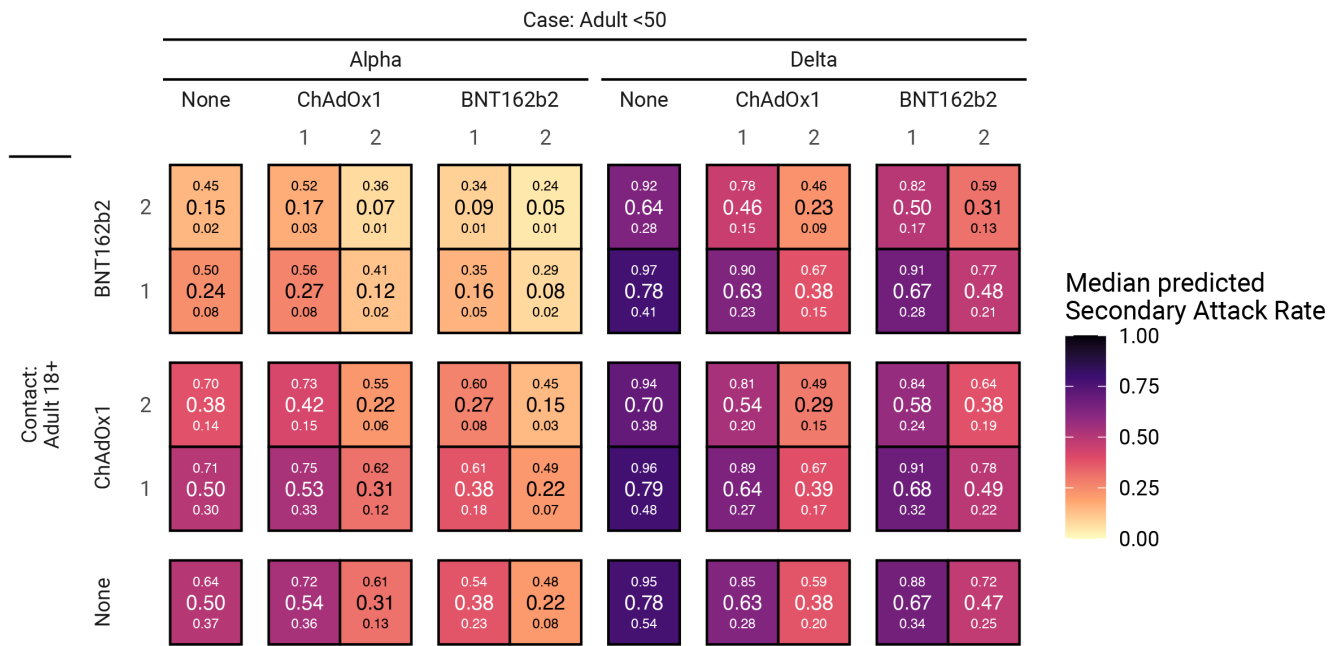 Case: Adult <50
Alpha Delta
None ChAdOx1 BNT162b2 None ChAdOx1 BNT162b2
1 2 1 2 1 2 1 2
Contact:
Adult 18+
BNT162b2
2
0.45 0.52 0.36 0.34 0.24 0.92 0.78 0.46 0.82 0.59
0.15 0.17 0.07 0.09 0.05 0.64 0.46 0.23 0.50 0.31
0.02 0.03 0.01 0.01 0.01 0.28 0.15 0.09 0.17 0.13
1
0.50 0.56 0.41 0.35 0.29 0.97 0.90 0.67 0.91 0.77
0.24 0.27 0.12 0.16 0.08 0.78 0.63 0.38 0.67 0.48
0.08 0.08 0.02 0.05 0.02 0.41 0.23 0.15 0.28 0.21
ChAdOx1
2
0.70 0.73 0.55 0.60 0.45 0.94 0.81 0.49 0.84 0.64
0.38 0.42 0.22 0.27 0.15 0.70 0.54 0.29 0.58 0.38
0.14 0.15 0.06 0.08 0.03 0.38 0.20 0.15 0.24 0.19
1
0.71 0.75 0.62 0.61 0.49 0.96 0.89 0.67 0.91 0.78
0.50 0.53 0.31 0.38 0.22 0.79 0.64 0.39 0.68 0.49
0.30 0.33 0.12 0.18 0.07 0.48 0.27 0.17 0.32 0.22
None
0.64 0.72 0.61 0.54 0.48 0.95 0.85 0.59 0.88 0.72
0.50 0.54 0.31 0.38 0.22 0.78 0.63 0.38 0.67 0.47
0.37 0.36 0.13 0.23 0.08 0.54 0.28 0.20 0.34 0.25
Median predicted
Secondary Attack Rate
1.00
0.75
0.50
0.25
0.00